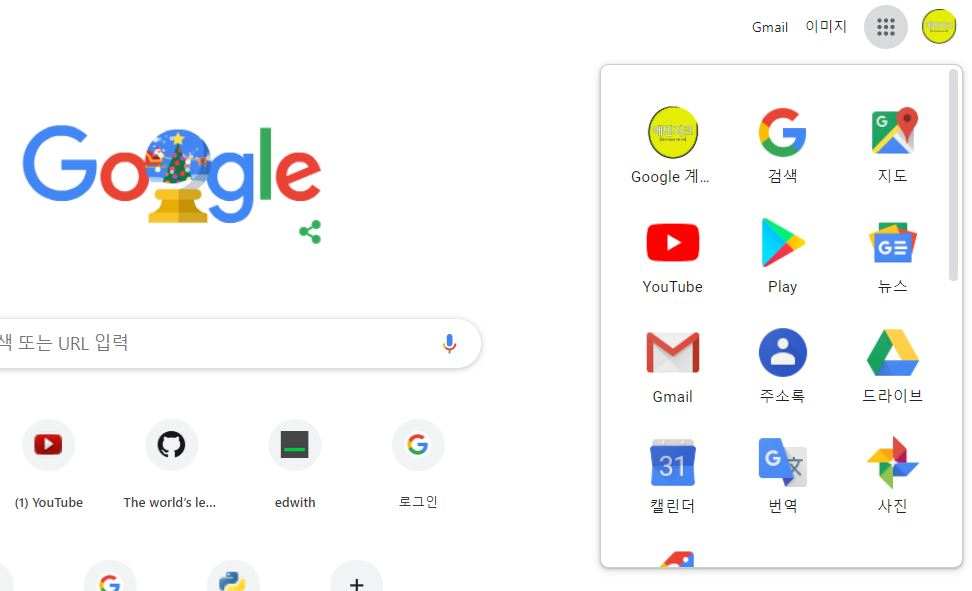 Gmail 이미지
Google
Google 계...
검색
지도
YouTube
Play
뉴스
Gmail
주소록
드라이브
31
캘린더
번역
사진
색 또는 URL 입력
(1) YouTube
The world's le...
edwith
로그인